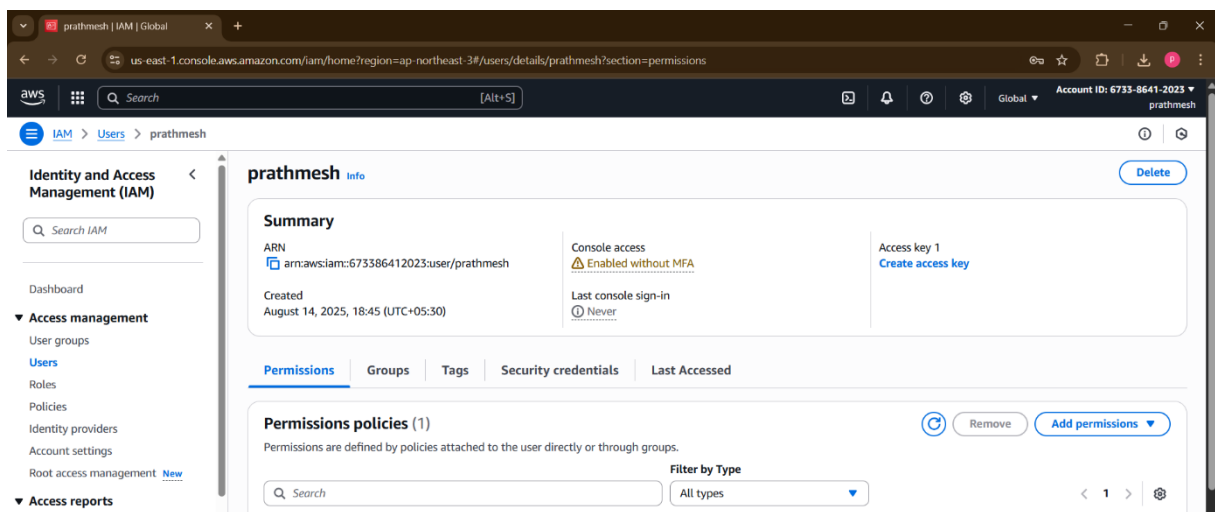 prathmesh | IAM | Global
us-east-1.console.aws.amazon.com/iam/home?region=ap-northeast-3#/users/details/prathmesh?section=permissions
P
aws
Search [Alt+S]
Global
Account ID: 6733-8641-2023
prathmesh
IAM > Users > prathmesh
Identity and Access Management (IAM)
Search IAM
Dashboard
Access management
User groups
Users
Roles
Policies
Identity providers
Account settings
Root access management New
Access reports
prathmesh Info
Delete
Summary
ARN
arn:aws:iam::673386412023:user/prathmesh
Created
August 14, 2025, 18:45 (UTC+05:30)
Console access
Enabled without MFA
Last console sign-in
Never
Access key 1
Create access key
Permissions Groups Tags Security credentials Last Accessed
Permissions policies (1)
Remove
Add permissions
Permissions are defined by policies attached to the user directly or through groups.
Filter by Type
Search
All types
1